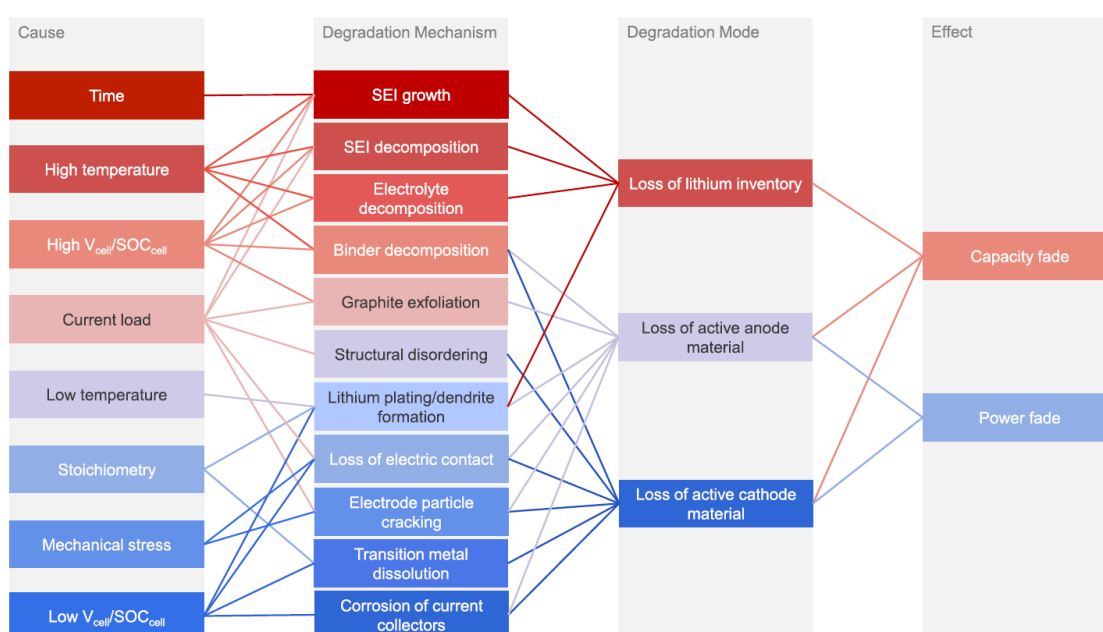 Cause
Degradation Mechanism
Degradation Mode
Effect
Time
High temperature
High Vcell/SOCcell
Current load
Low temperature
Stoichiometry
Mechanical stress
Low Vcell/SOCcell
SEI growth
SEI decomposition
Electrolyte
decomposition
Binder decomposition
Graphite exfoliation
Structural disordering
Lithium plating/dendrite
formation
Loss of electric contact
Electrode particle
cracking
Transition metal
dissolution
Corrosion of current
collectors
Loss of lithium inventory
Loss of active anode
material
Loss of active cathode
material
Capacity fade
Power fade